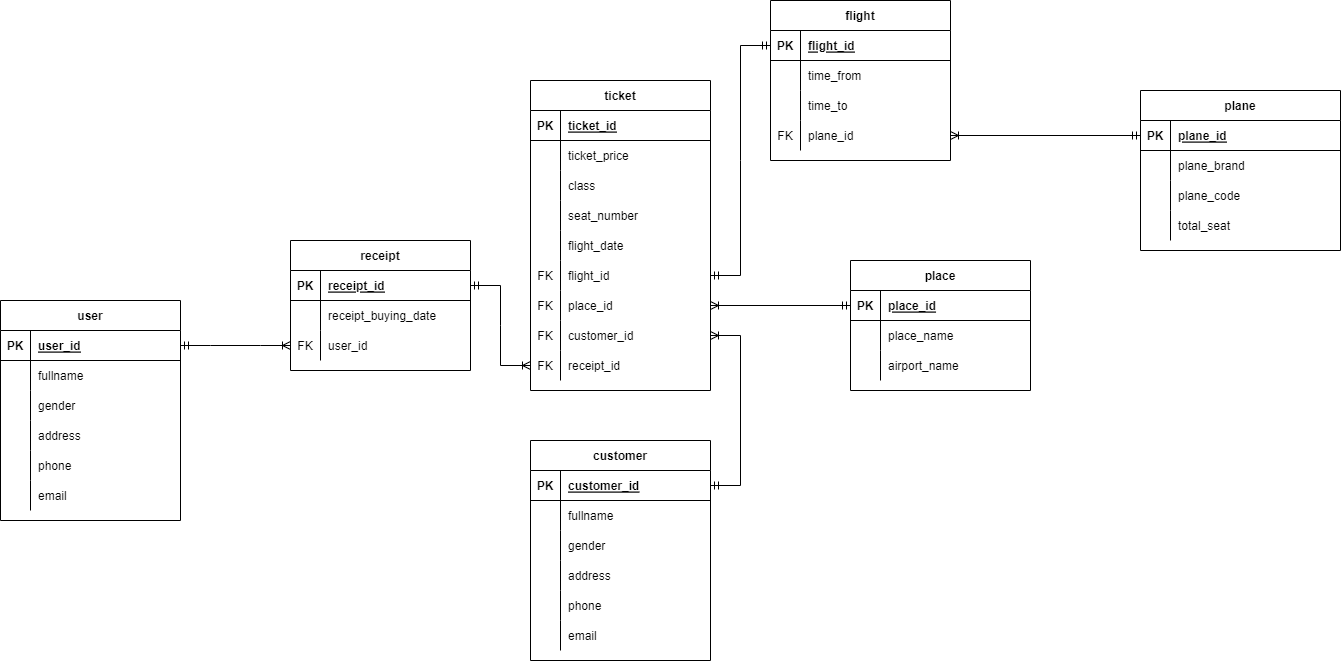 flight
PK flight_id
time_from
time_to
FK plane_id
plane
PK plane_id
plane_brand
plane_code
total_seat
ticket
PK ticket_id
ticket_price
class
seat_number
flight_date
FK flight_id
FK place_id
FK customer_id
FK receipt_id
receipt
PK receipt_id
receipt_buying_date
FK user_id
place
PK place_id
place_name
airport_name
user
PK user_id
fullname
gender
address
phone
email
customer
PK customer_id
fullname
gender
address
phone
email